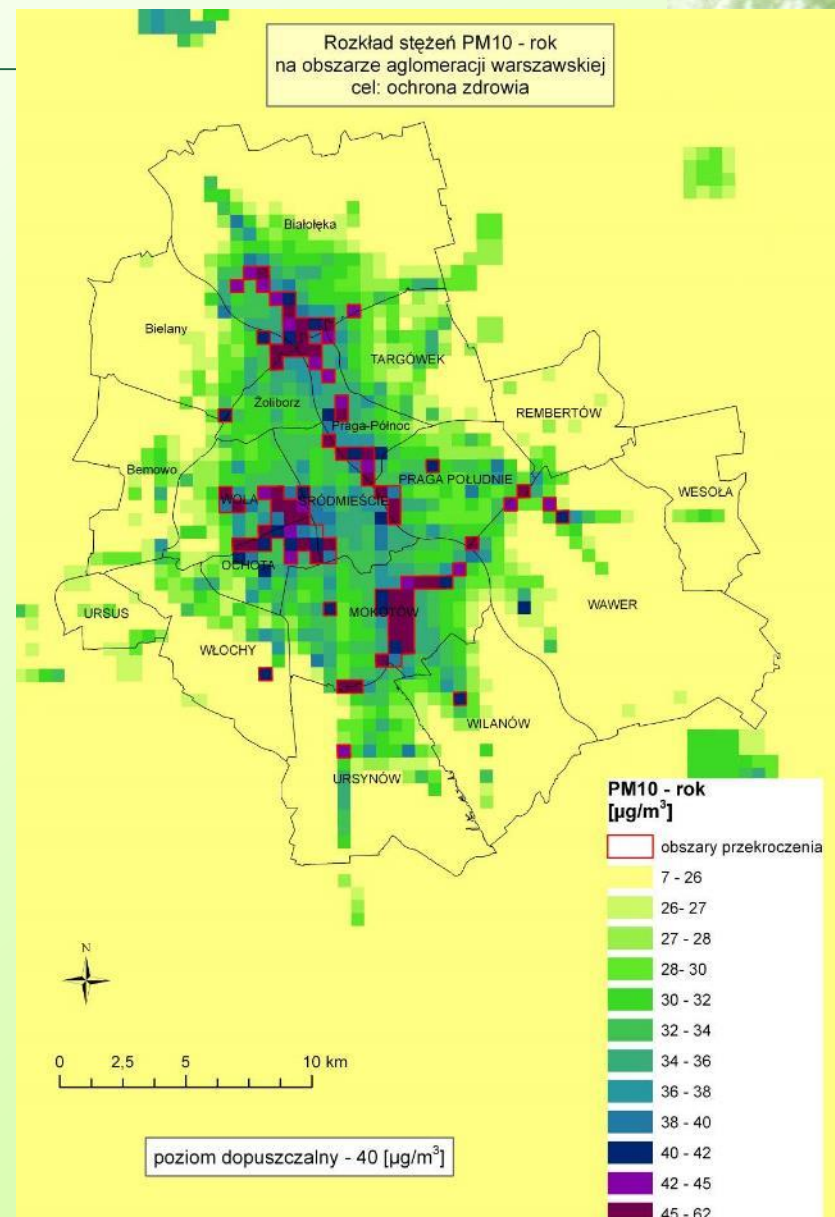 Rozkład stężeń PM10 - rok
na obszarze aglomeracji warszawskiej
cel: ochrona zdrowia
Białołęka
Bielany
TARGÓWEK
Żoliborz
REMBERTÓW
Praga-Północ
Bemowo
PRAGA POŁUDNIE
WESOŁA
WOLA
ŚRÓDMIEŚCIE
OCHOTA
URSUS
MOKOTÓW
WAWER
WŁOCHY
WILANÓW
URSYNÓW
N
0 2,5 5 10 km
poziom dopuszczalny - 40 [µg/m³]
PM10 - rok
[µg/m³]
obszary przekroczenia
7 - 26
26- 27
27 - 28
28- 30
30 - 32
32 - 34
34 - 36
36 - 38
38 - 40
40 - 42
42 - 45
45 - 62